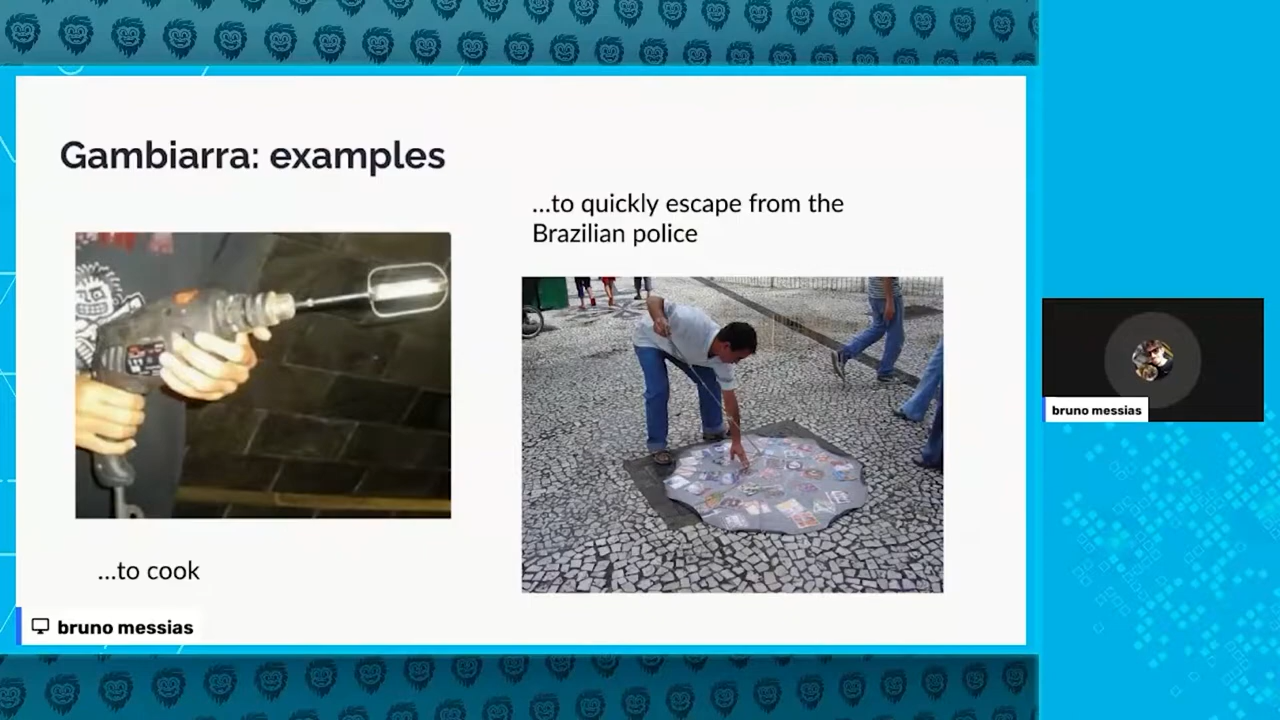 Gambiarra: examples
...to quickly escape from the
Brazilian police
...to cook
bruno messias
bruno messias